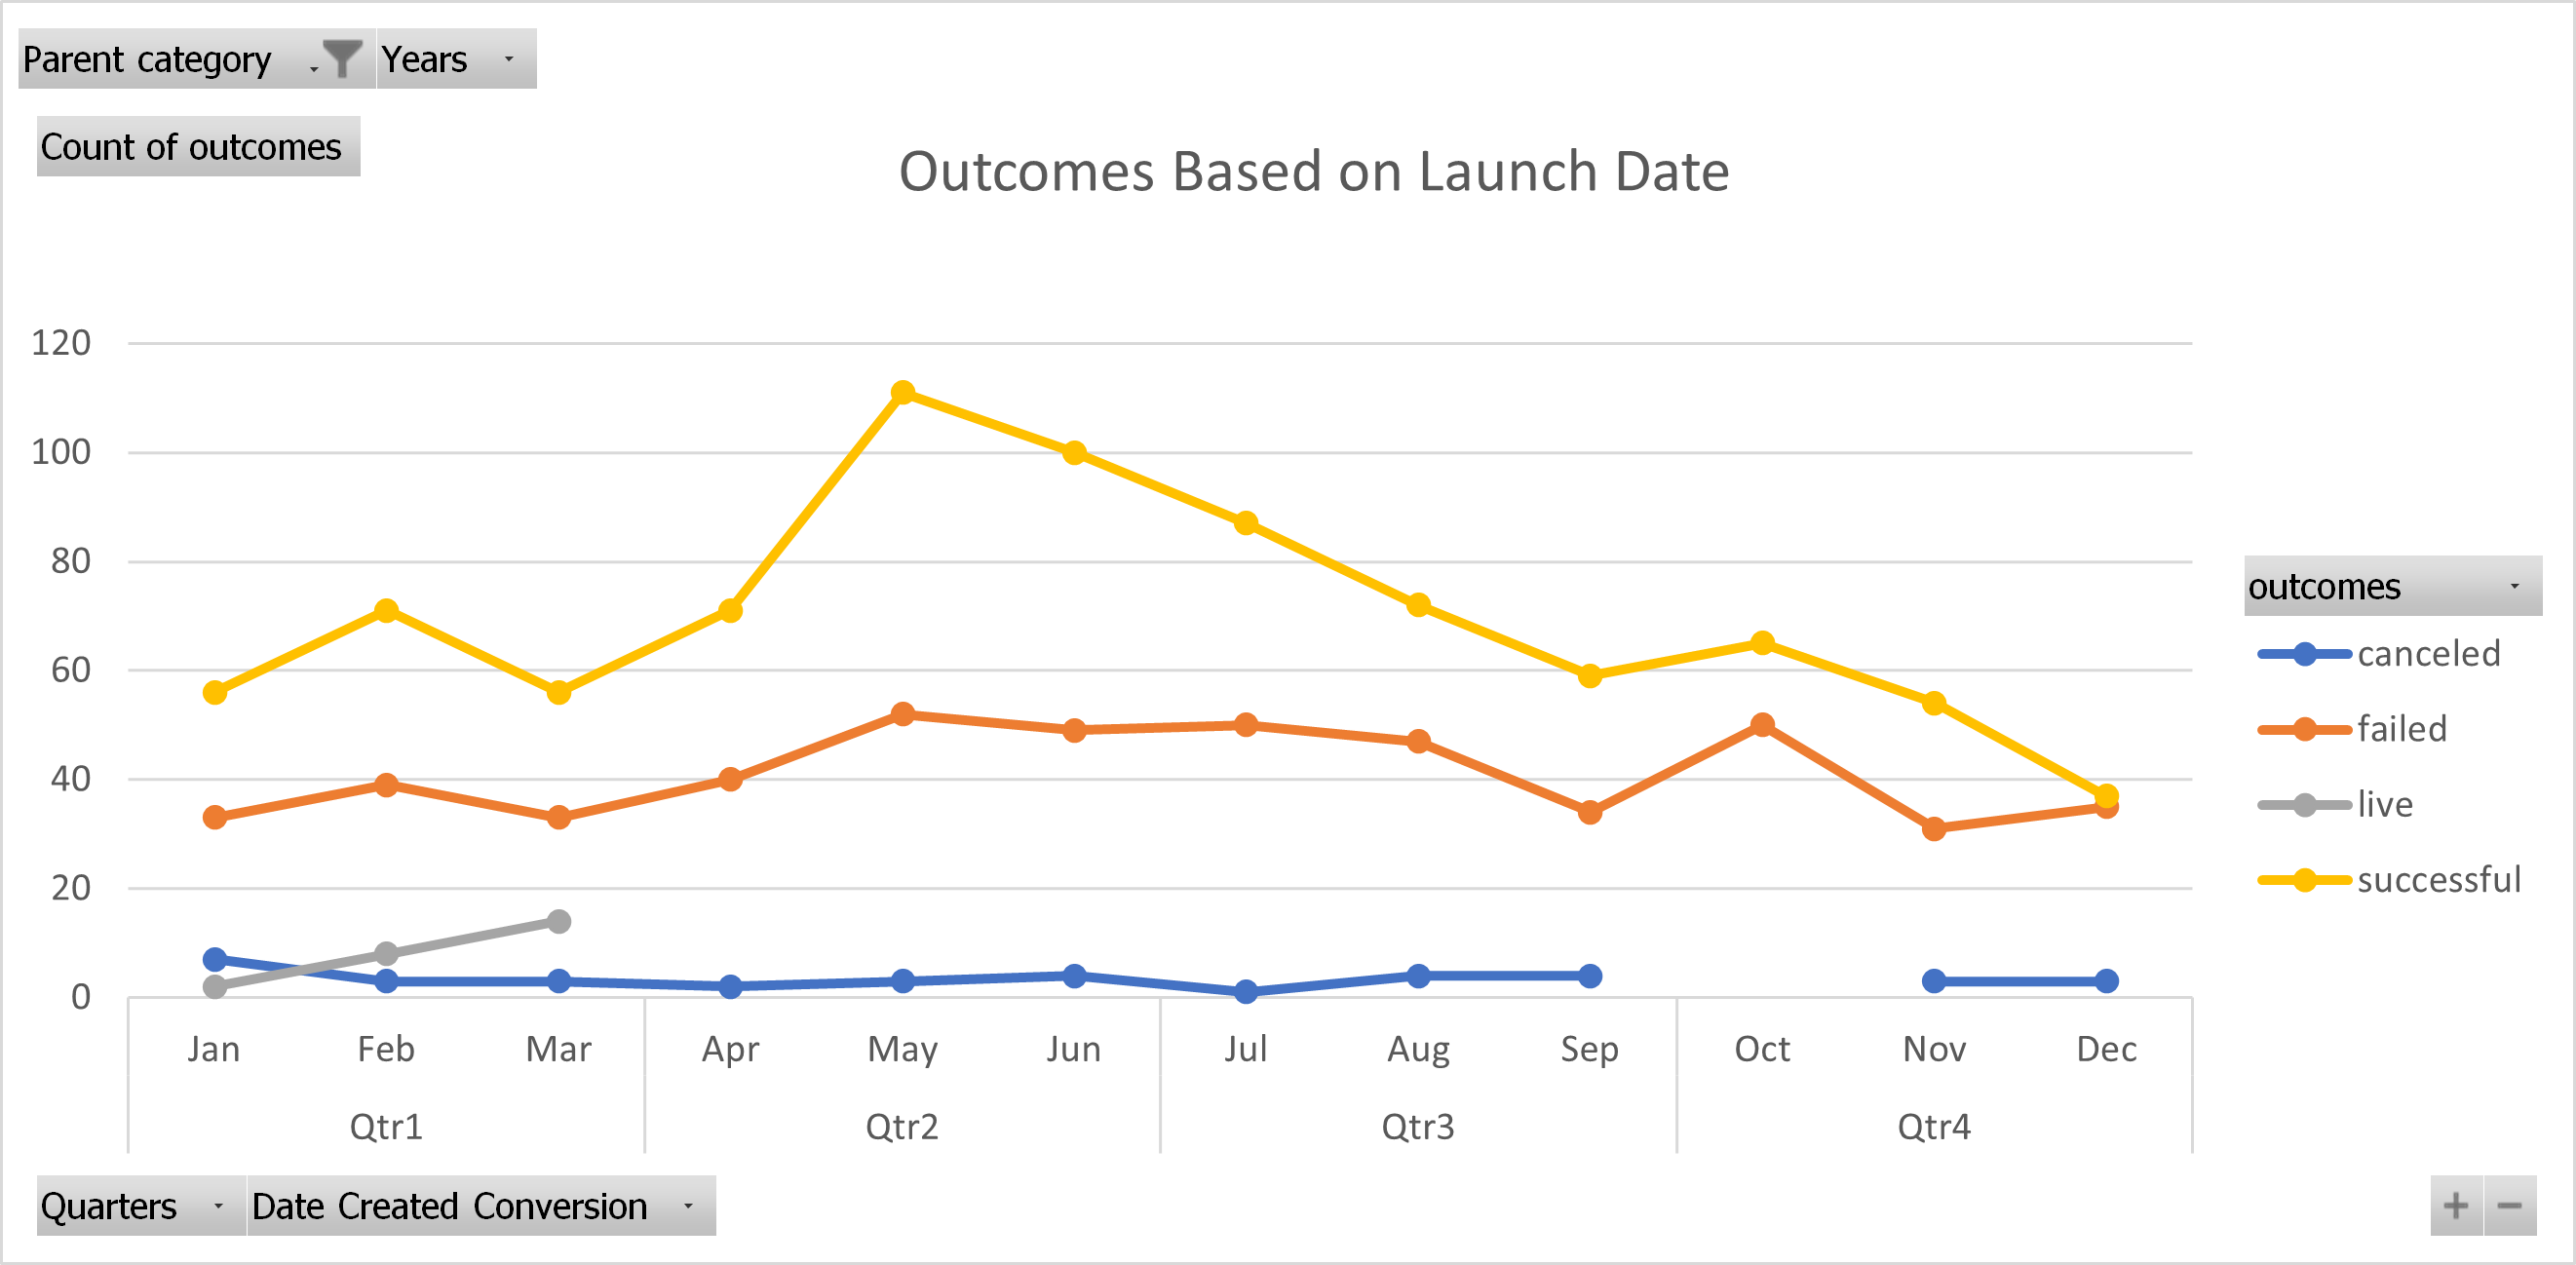 Parent category Years
Count of outcomes
Outcomes Based on Launch Date
120
100
80
60
40
20
0
Jan Feb Mar Apr May Jun Jul Aug Sep Oct Nov Dec
Qtr1 Qtr2 Qtr3 Qtr4
outcomes
canceled
failed
live
successful
Quarters Date Created Conversion
+ −